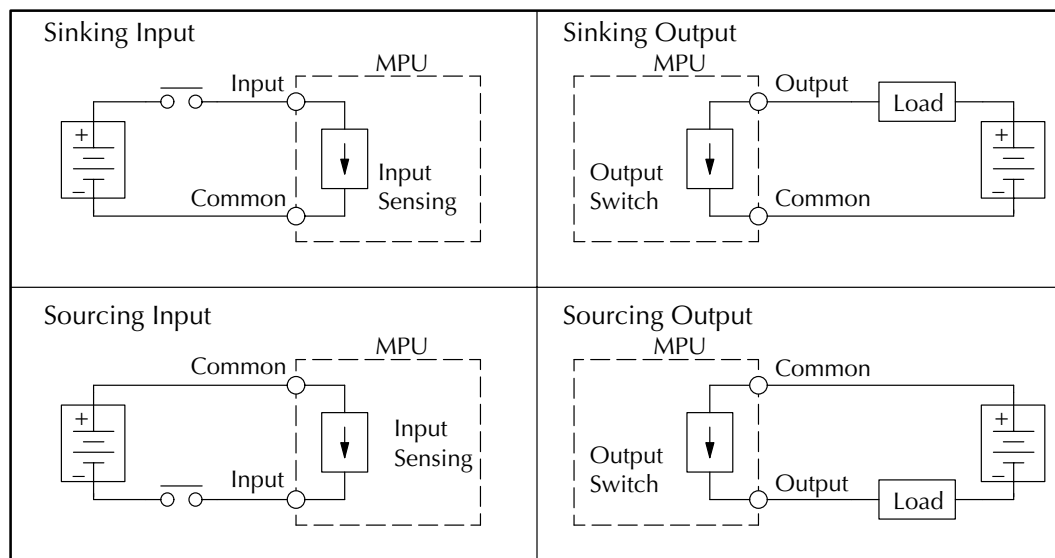 Sinking Input
MPU
Input
+
−
Input
Sensing
Common
Sinking Output
MPU
Output
Load
+
−
Output
Switch
Common
Sourcing Input
MPU
Common
+
−
Input
Sensing
Input
Sourcing Output
MPU
Common
+
−
Output
Switch
Output
Load